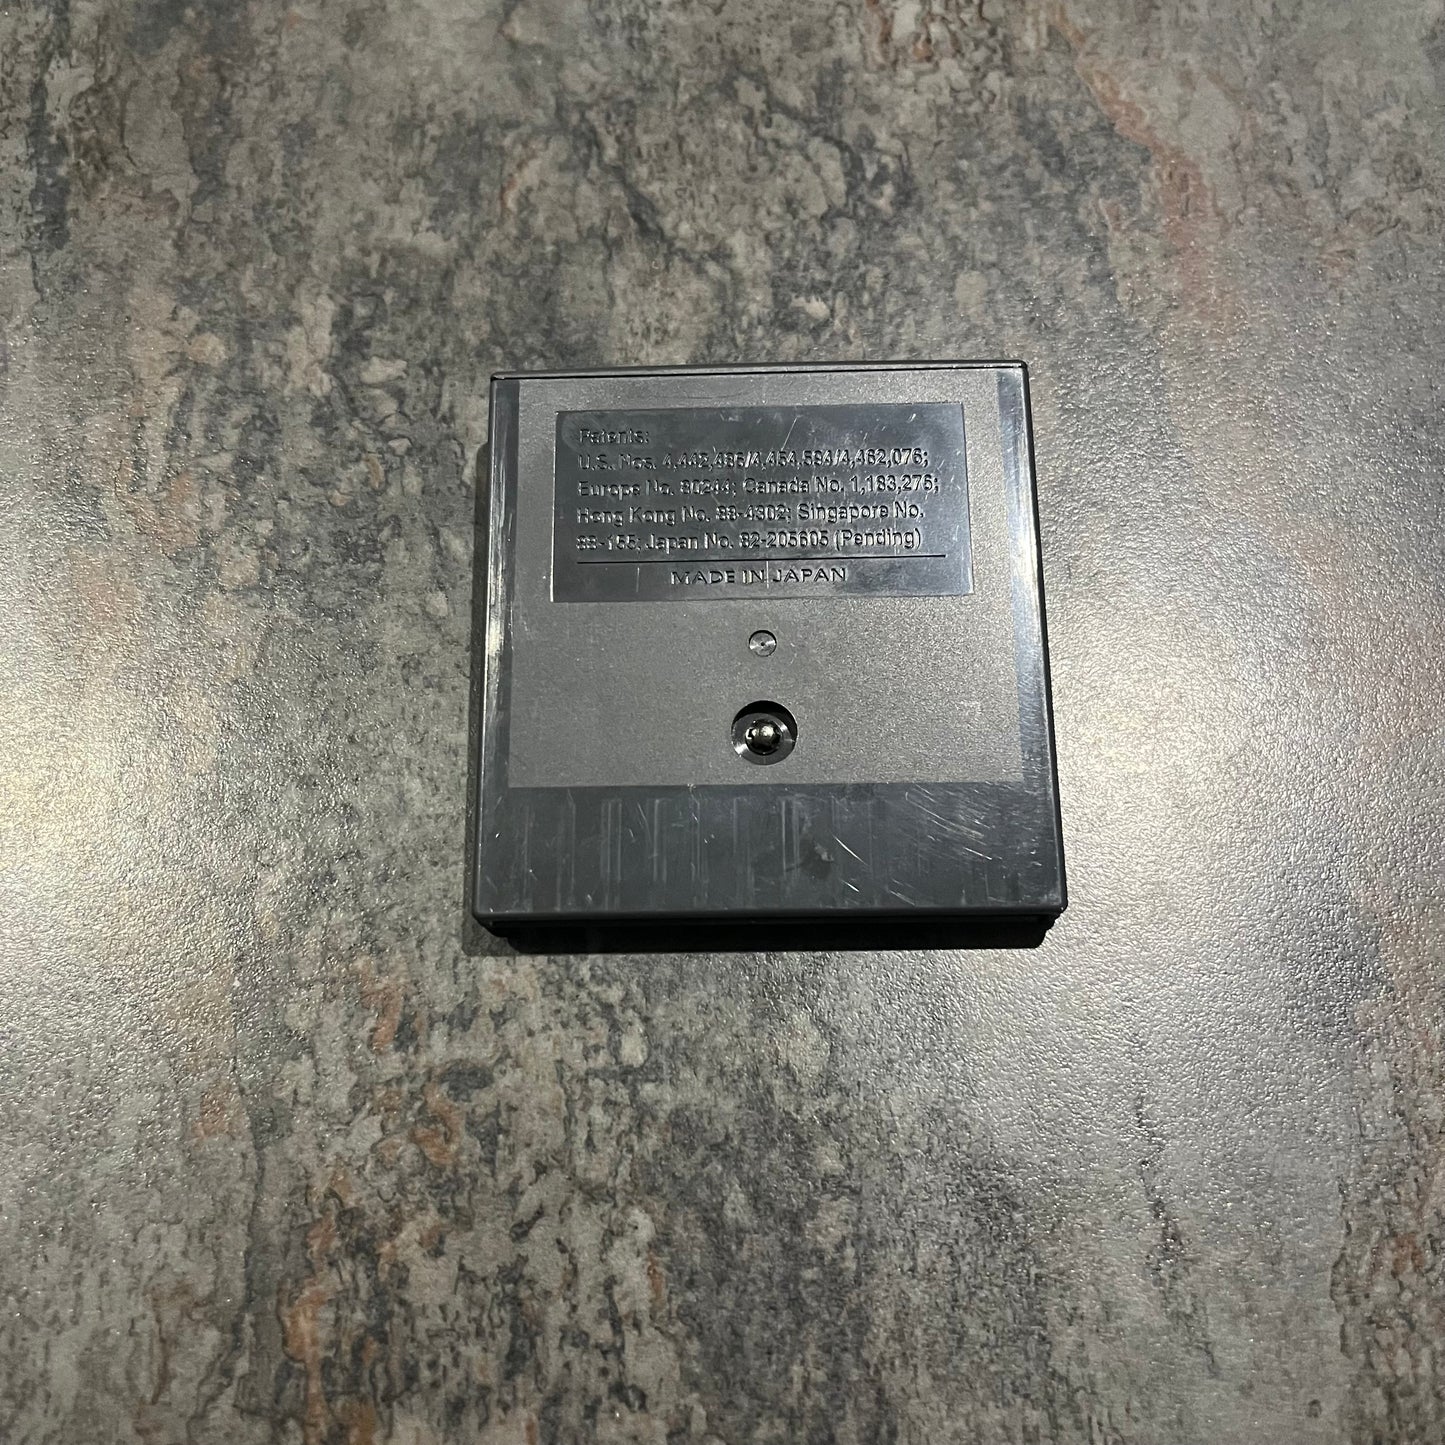 Patents:
U.S. Nos. 4,442,486/4,454,594/4,462,076;
Europe No. 80244; Canada No. 1,183,276;
Hong Kong No. 88-4302; Singapore No.
88-155; Japan No. 82-205605 (Pending)
MADE IN JAPAN